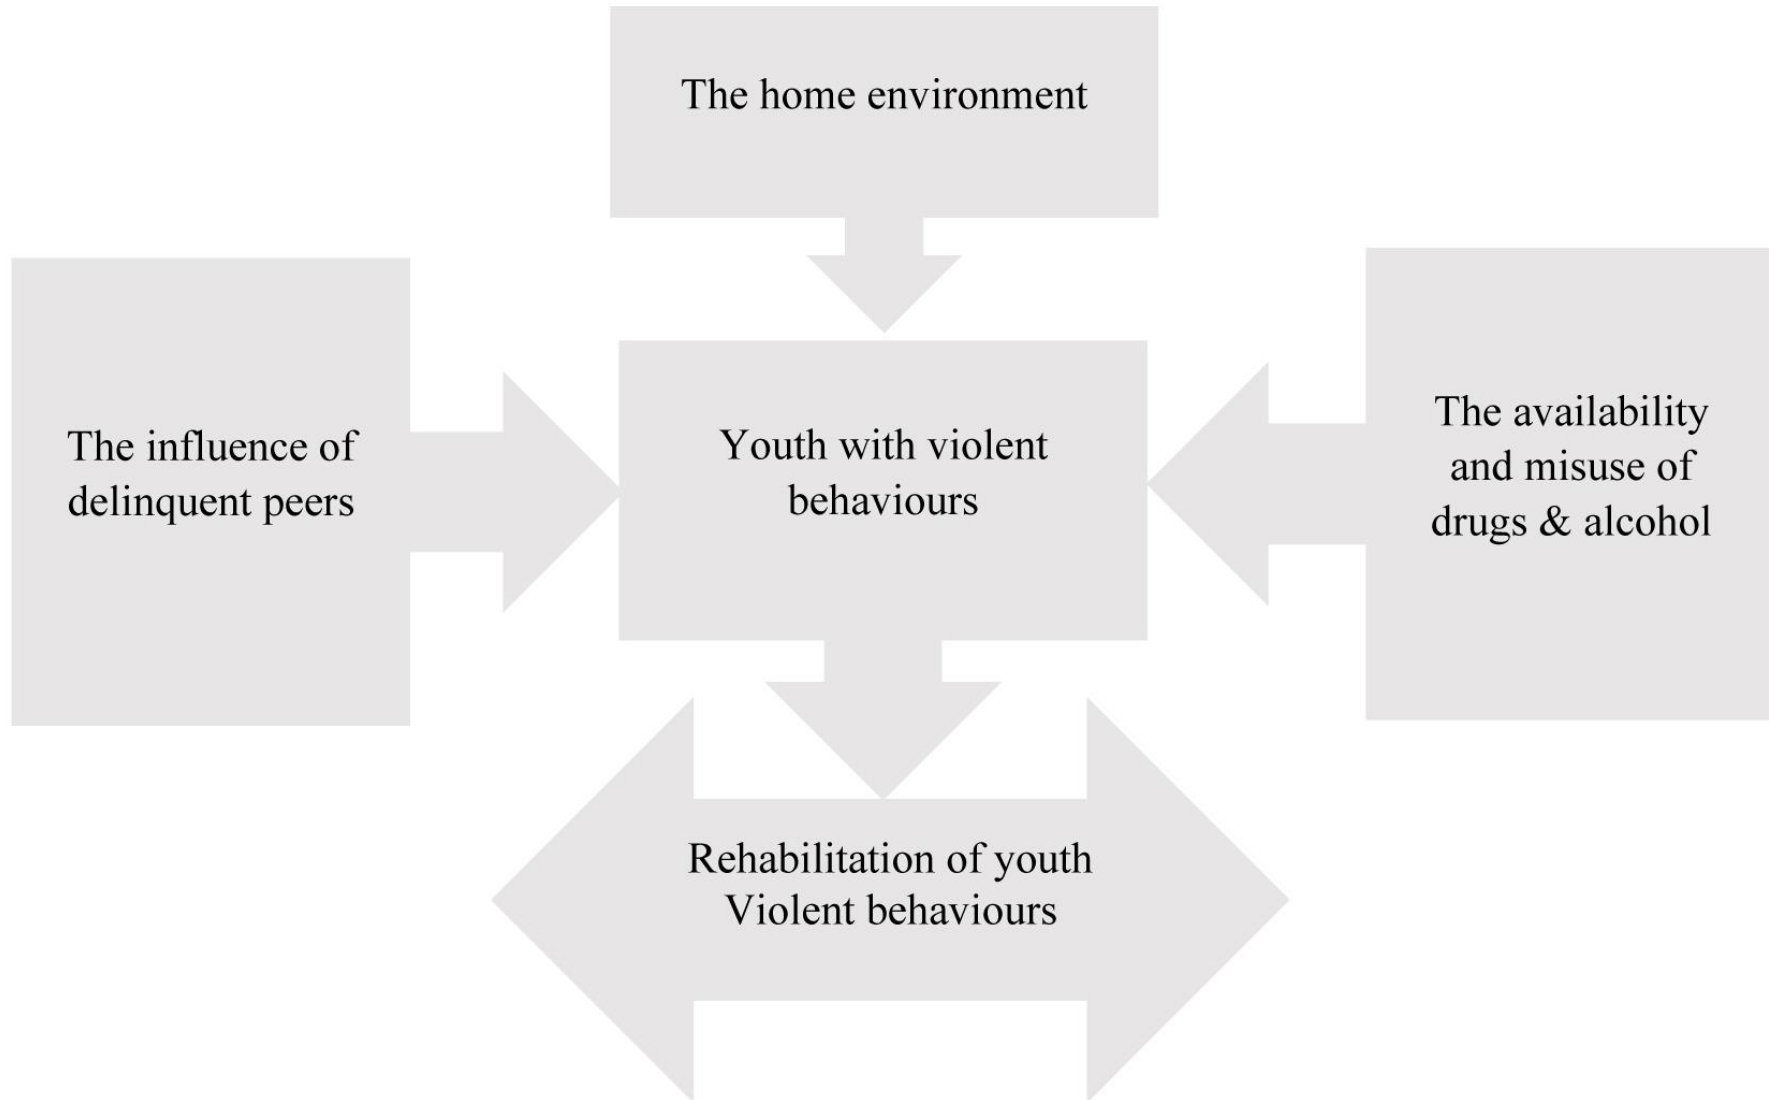 The home environment
The influence of
delinquent peers
Youth with violent
behaviours
The availability
and misuse of
drugs & alcohol
Rehabilitation of youth
Violent behaviours